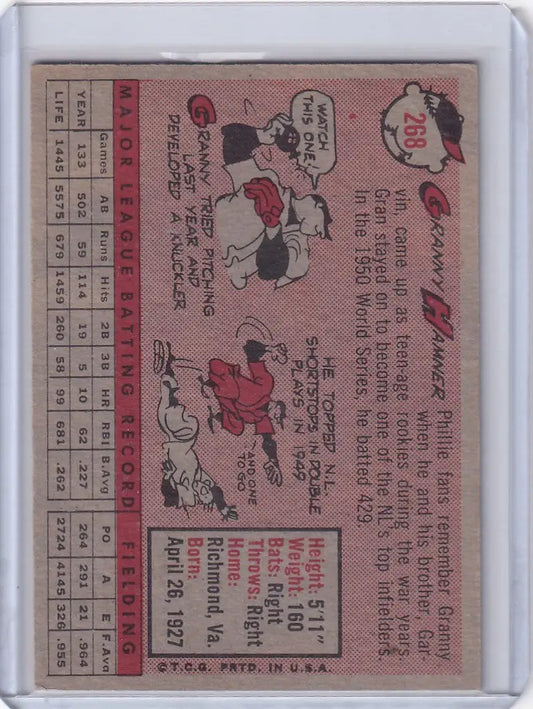 268
GRANNY HAMNER
Phillie fans remember Granny
when he and his brother, Gar-
vin, came up as teen-age rookies during the war years
Gran stayed on to become one of the NL's top infielders.
In the 1950 World Series, he batted 429.
WATCH
THIS ONE!
GRANNY TRIED PITCHING
LAST YEAR AND
DEVELOPED A KNUCKLER
HE TOPPED N.L.
SHORTSTOPS IN DOUBLE
PLAYS IN 1949
AND ONE
TO GO
Height: 5'11"
Weight: 160
Bats: Right
Throws: Right
Home:
Richmond, Va.
Born:
April 26, 1927
© T.C.G. PRTD. IN U.S.A.
MAJOR LEAGUE BATTING RECORD FIELDING
Games AB Runs Hits 2B 3B HR RBI B.Avg PO A E F.Avg
YEAR 133 502 59 114 19 5 10 62 .227 264 291 21 .964
LIFE 1445 5575 679 1459 260 58 99 681 .262 2724 4145 326 .955